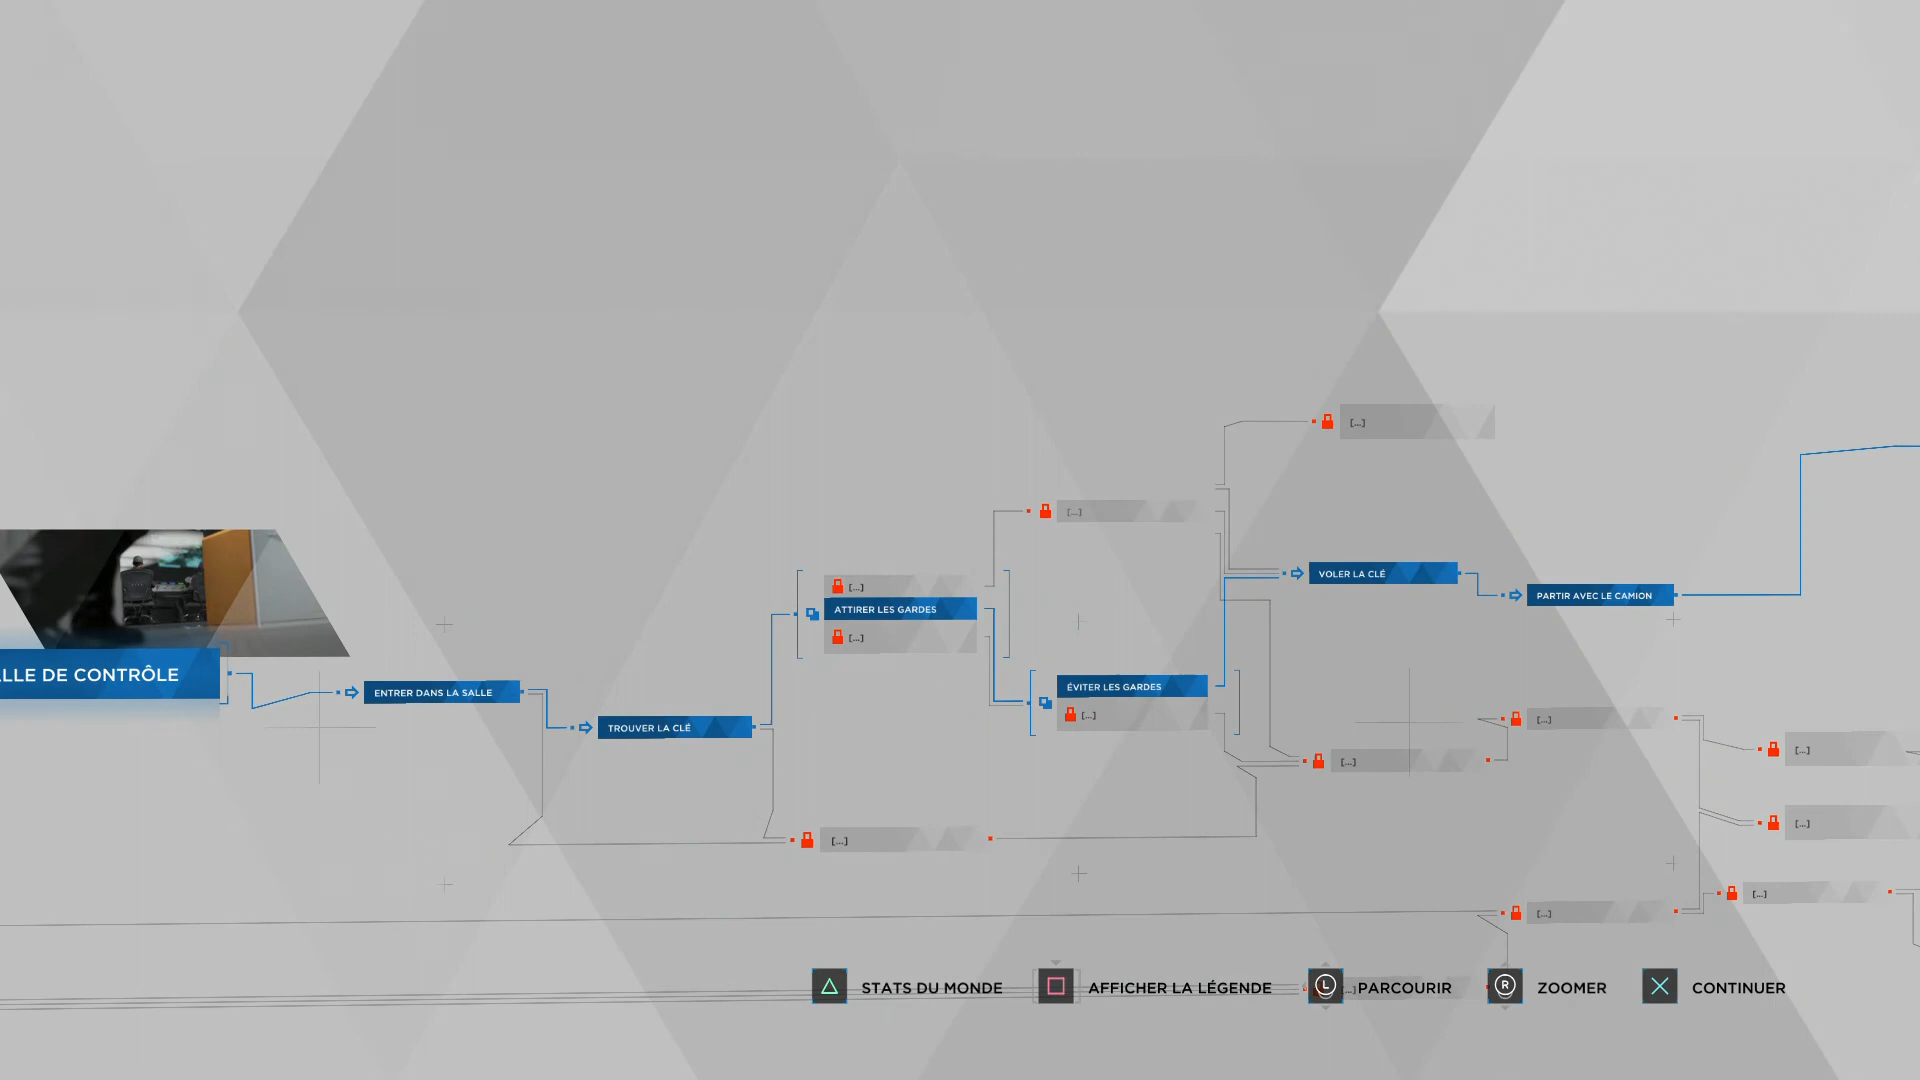 [...]
[...]
[...]
ATTIRER LES GARDES
[...]
VOLER LA CLÉ
PARTIR AVEC LE CAMION
LLE DE CONTRÔLE
ENTRER DANS LA SALLE
TROUVER LA CLÉ
ÉVITER LES GARDES
[...]
[...]
[...]
[...]
[...]
[...]
[...]
[...]
STATS DU MONDE
AFFICHER LA LÉGENDE
L
PARCOURIR
R
ZOOMER
CONTINUER